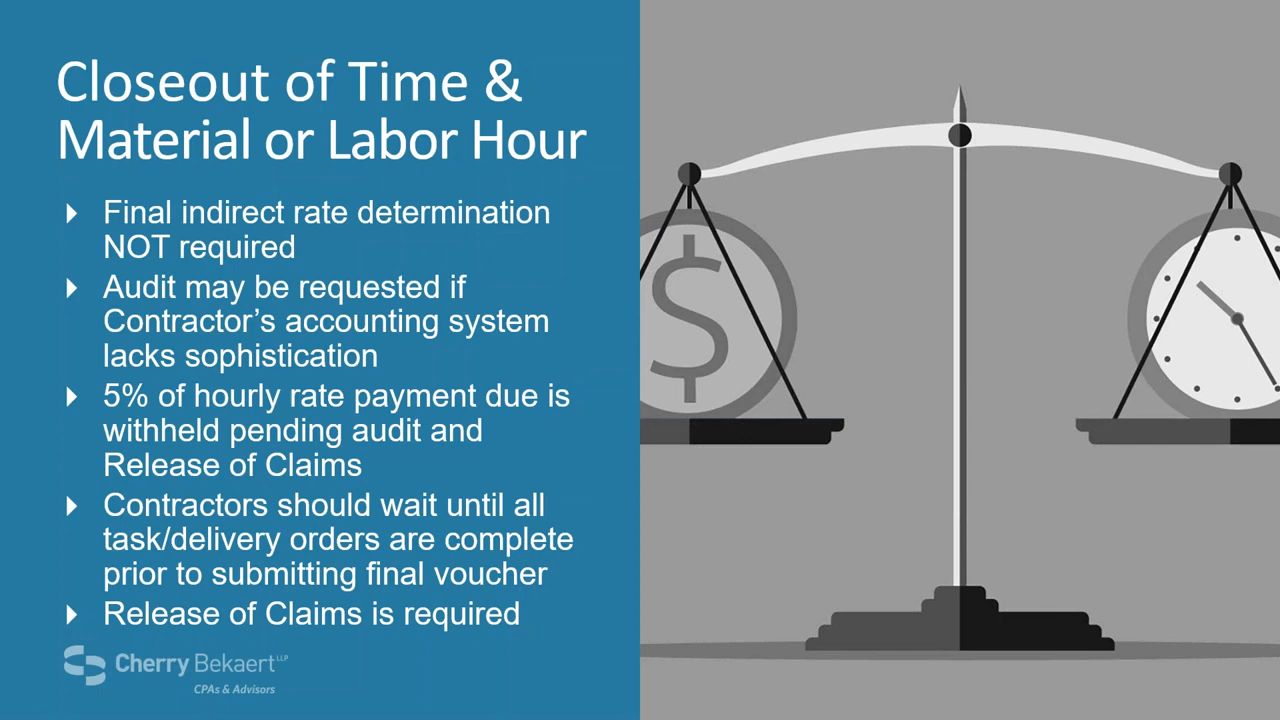 Closeout of Time &
Material or Labor Hour
Final indirect rate determination
NOT required
Audit may be requested if
Contractor's accounting system
lacks sophistication
5% of hourly rate payment due is
withheld pending audit and
Release of Claims
Contractors should wait until all
task/delivery orders are complete
prior to submitting final voucher
Release of Claims is required
Cherry Bekaert LLP
CPAs & Advisors
$